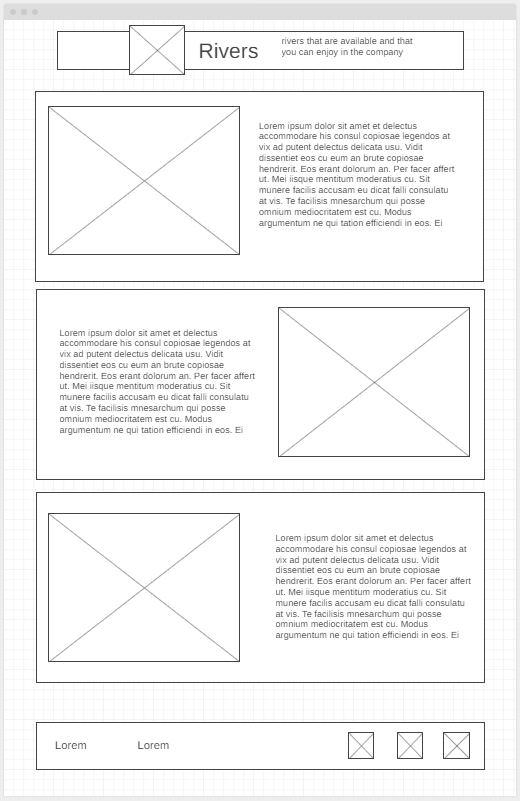 Rivers
rivers that are available and that
you can enjoy in the company
Lorem ipsum dolor sit amet et delectus
accommodare his consul copiosae legendos at
vix ad putent delectus delicata usu. Vidit
dissentiet eos cu eum an brute copiosae
hendrerit. Eos erant dolorum an. Per facer affert
ut. Mei iisque mentitum moderatius cu. Sit
munere facilis accusam eu dicat falli consulatu
at vis. Te facilisis mnesarchum qui posse
omnium mediocritatem est cu. Modus
argumentum ne qui tation efficiendi in eos. Ei
Lorem ipsum dolor sit amet et delectus
accommodare his consul copiosae legendos at
vix ad putent delectus delicata usu. Vidit
dissentiet eos cu eum an brute copiosae
hendrerit. Eos erant dolorum an. Per facer affert
ut. Mei iisque mentitum moderatius cu. Sit
munere facilis accusam eu dicat falli consulatu
at vis. Te facilisis mnesarchum qui posse
omnium mediocritatem est cu. Modus
argumentum ne qui tation efficiendi in eos. Ei
Lorem ipsum dolor sit amet et delectus
accommodare his consul copiosae legendos at
vix ad putent delectus delicata usu. Vidit
dissentiet eos cu eum an brute copiosae
hendrerit. Eos erant dolorum an. Per facer affert
ut. Mei iisque mentitum moderatius cu. Sit
munere facilis accusam eu dicat falli consulatu
at vis. Te facilisis mnesarchum qui posse
omnium mediocritatem est cu. Modus
argumentum ne qui tation efficiendi in eos. Ei
Lorem
Lorem